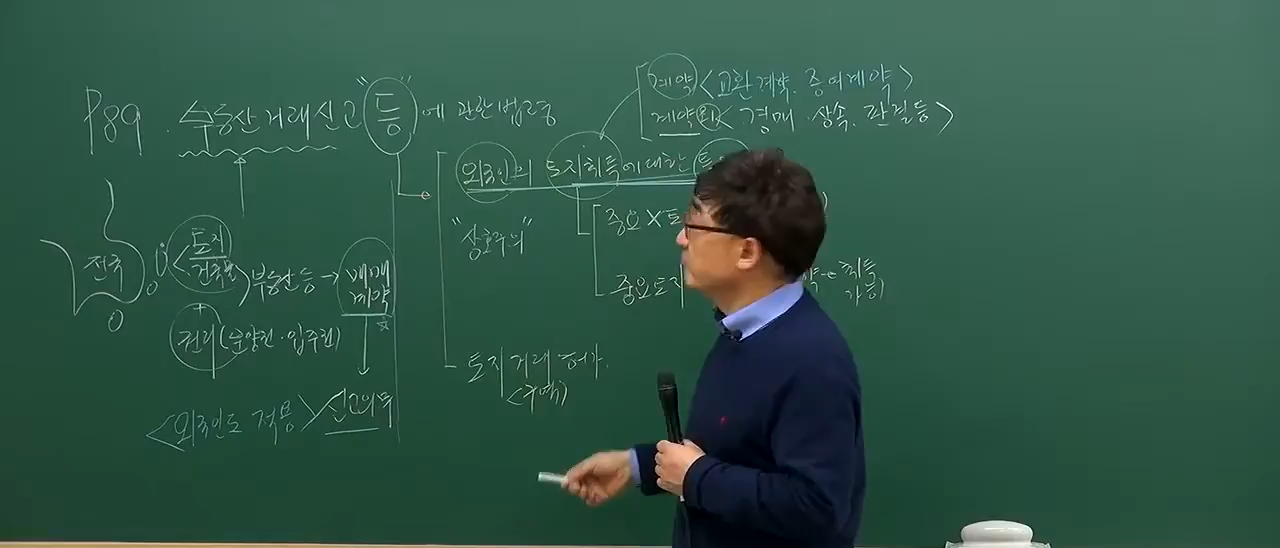 P89. 부동산 거래신고 "등"에 관한 법률
계약 <교환계약. 증여계약>
계약외 <경매. 상속. 판결등>
외국인의 토지취득에 대한 특
"상호주의"
중요X토
중요토지
약→취득
가능)
토지거래 허가.
<구역>
전국
<토지
건축물>
부동산등→
매매
계약
☆
+
권리(분양권·입주권)
<외국인도 적용>
신고의무